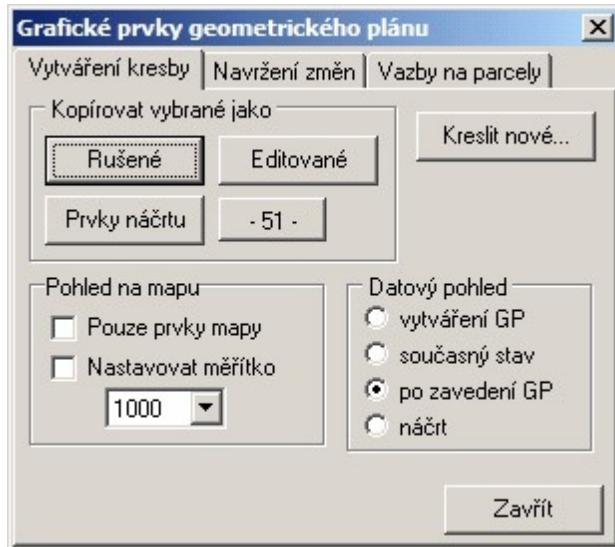 Grafické prvky geometrického plánu
Vytváření kresby
Navržení změn
Vazby na parcely
Kopírovat vybrané jako
Rušené
Editované
Kreslit nové...
Prvky náčrtu
- 51 -
Pohled na mapu
Pouze prvky mapy
Nastavovat měřítko
1000
Datový pohled
vytváření GP
současný stav
po zavedení GP
náčrt
Zavřít